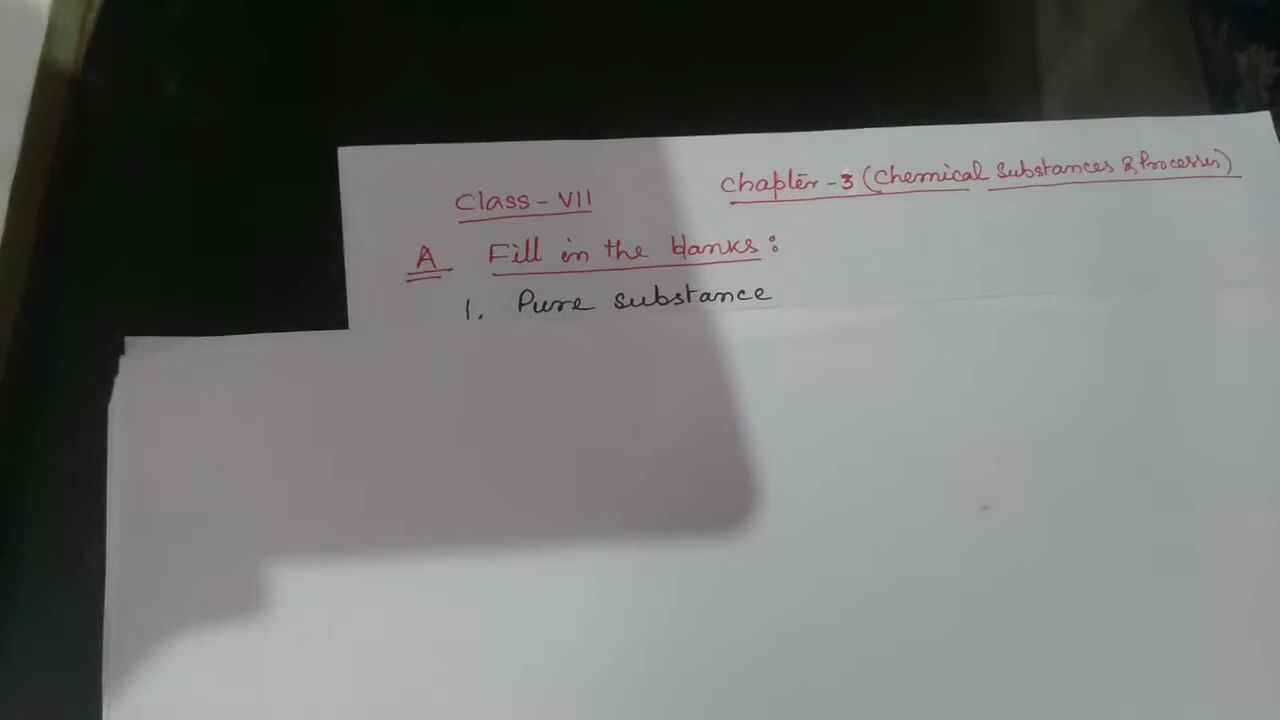 Class - VII
Chapter - 3 (Chemical Substances & Processes)
A Fill in the blanks :
1. Pure substance